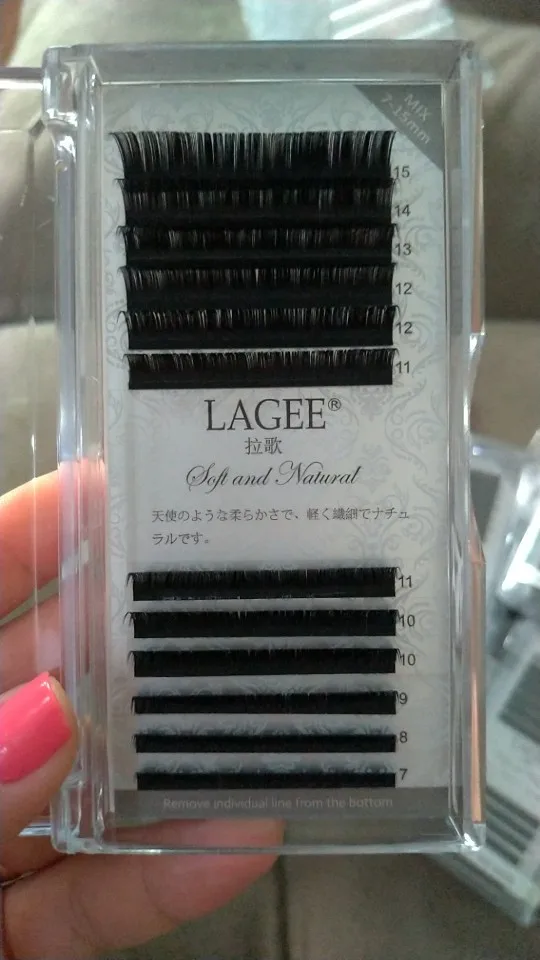 MIX
7-15mm
15
14
13
12
12
11
LAGEE®
拉歌
Soft and Natural
天使のような柔らかさで、軽く繊細でナチュ
ラルです。
11
10
10
9
8
7
Remove individual line from the bottom